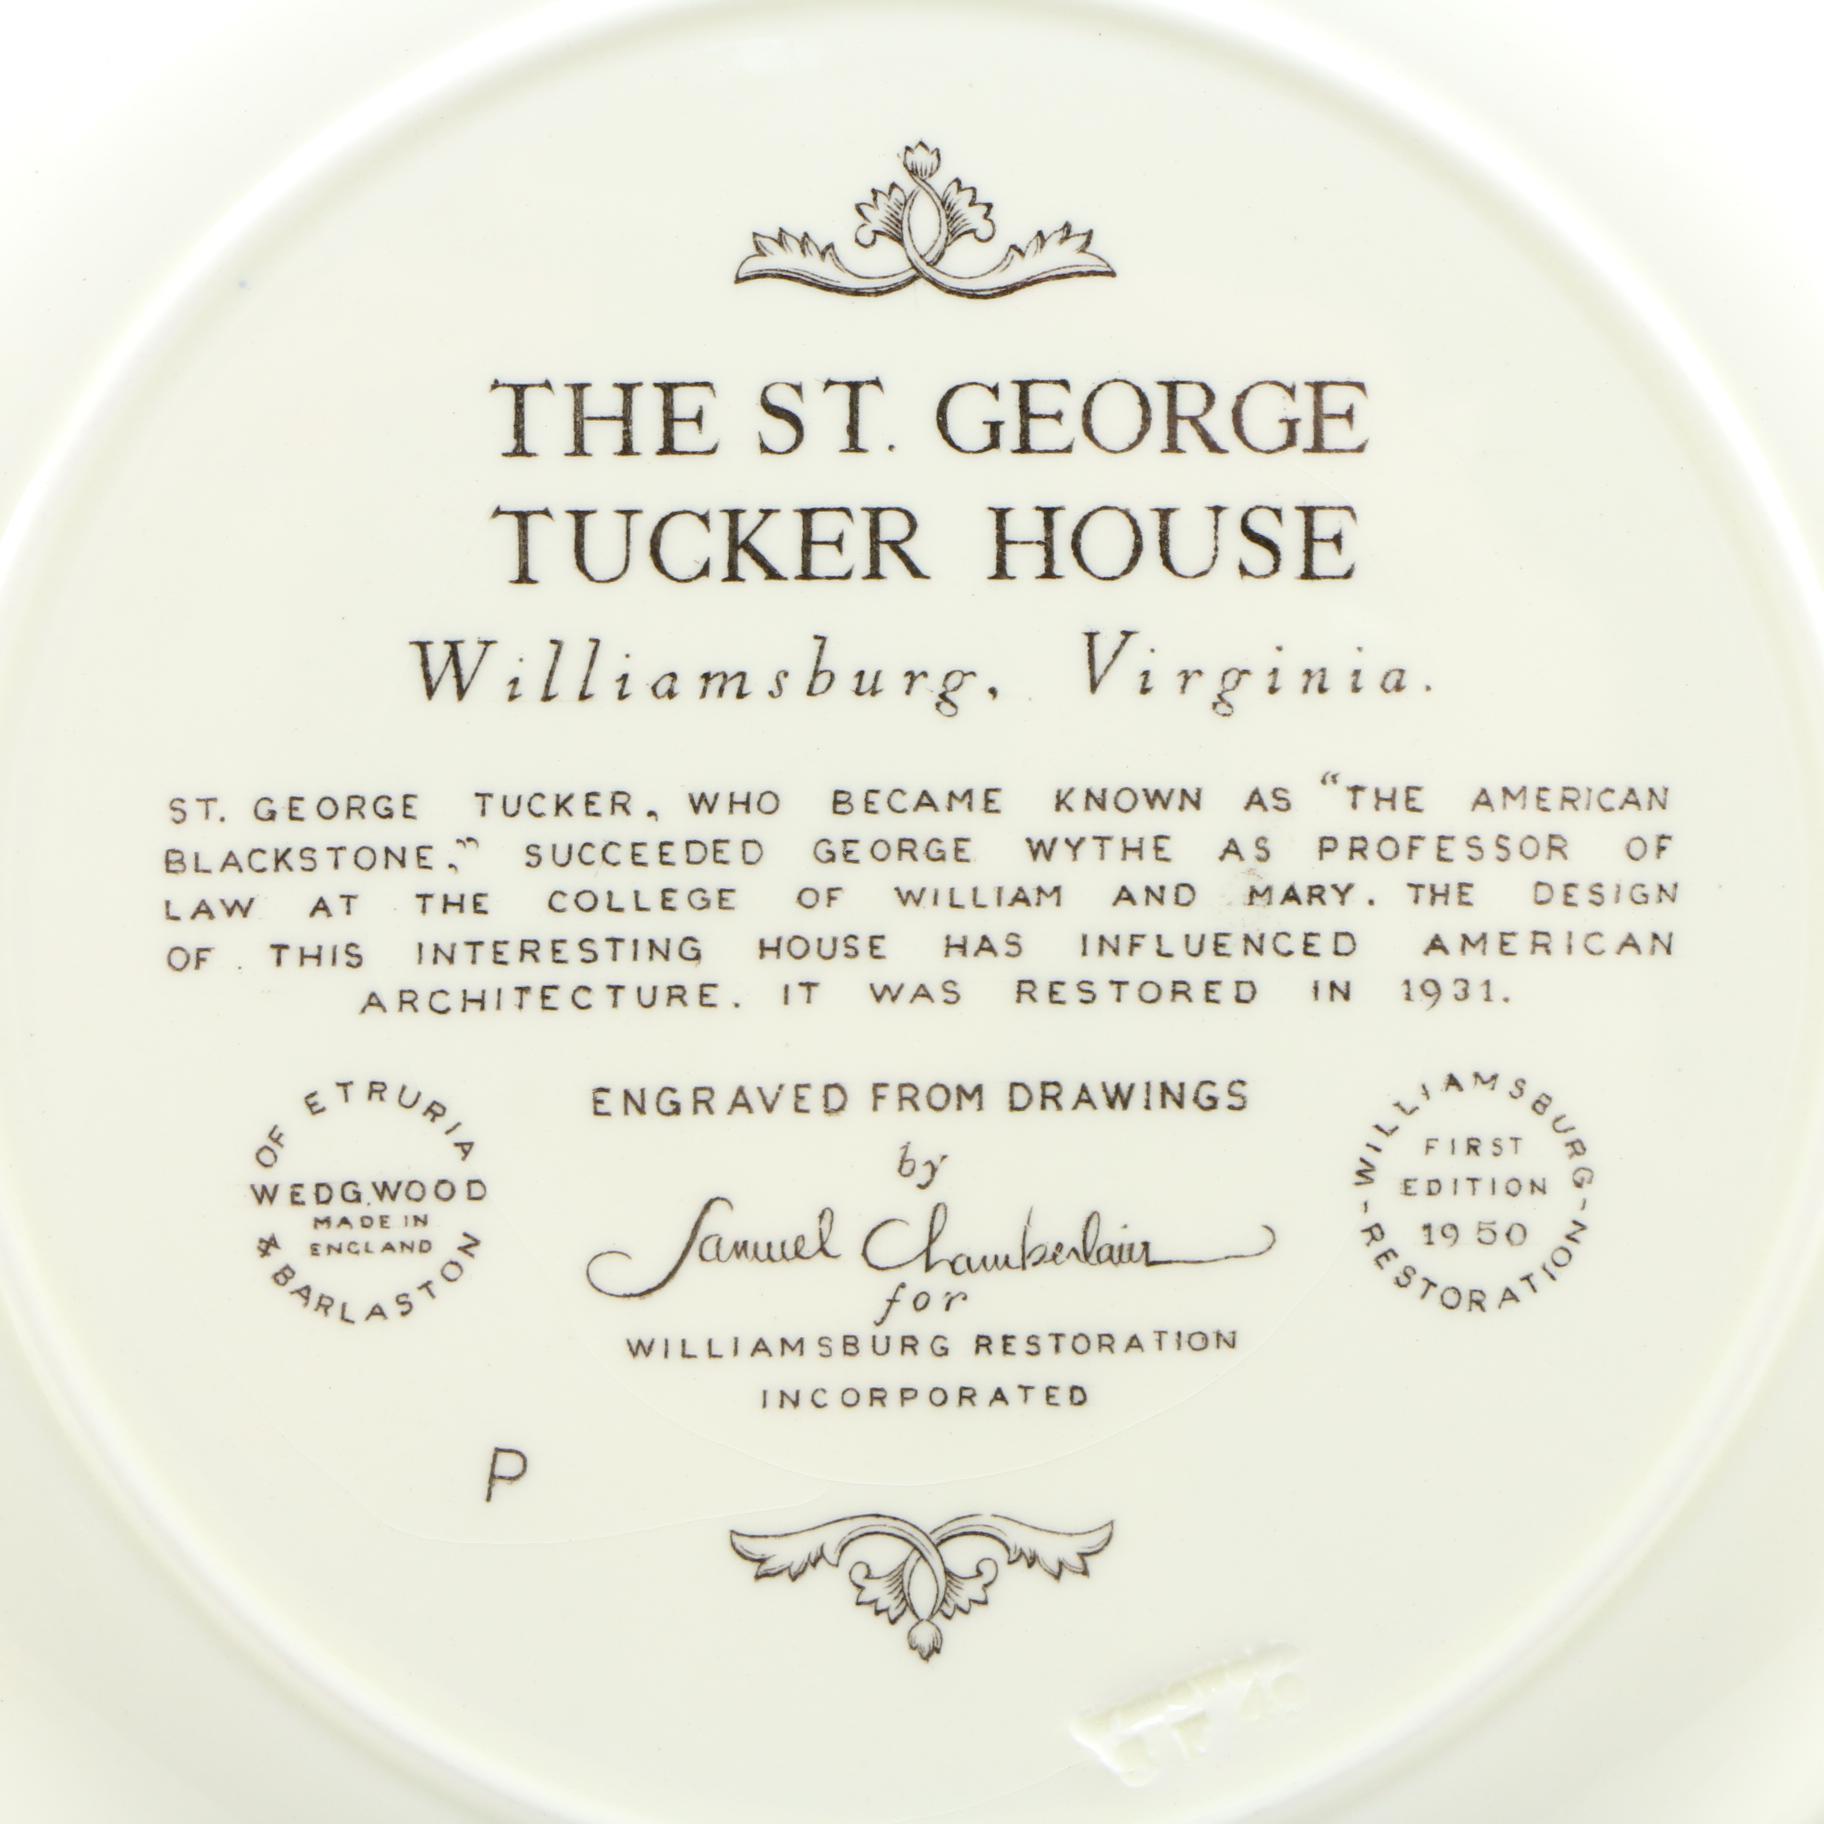 THE ST. GEORGE
TUCKER HOUSE
Williamsburg, Virginia.
ST. GEORGE TUCKER, WHO BECAME KNOWN AS "THE AMERICAN
BLACKSTONE," SUCCEEDED GEORGE WYTHE AS PROFESSOR OF
LAW AT THE COLLEGE OF WILLIAM AND MARY. THE DESIGN
OF THIS INTERESTING HOUSE HAS INFLUENCED AMERICAN
ARCHITECTURE. IT WAS RESTORED IN 1931.
OF ETRURIA
WEDGWOOD
MADE IN
ENGLAND
& BARLASTON
ENGRAVED FROM DRAWINGS
by
Samuel Chamberlain
for
WILLIAMSBURG RESTORATION
INCORPORATED
-WILLIAMSBURG-
FIRST
EDITION
1950
RESTORATION
P